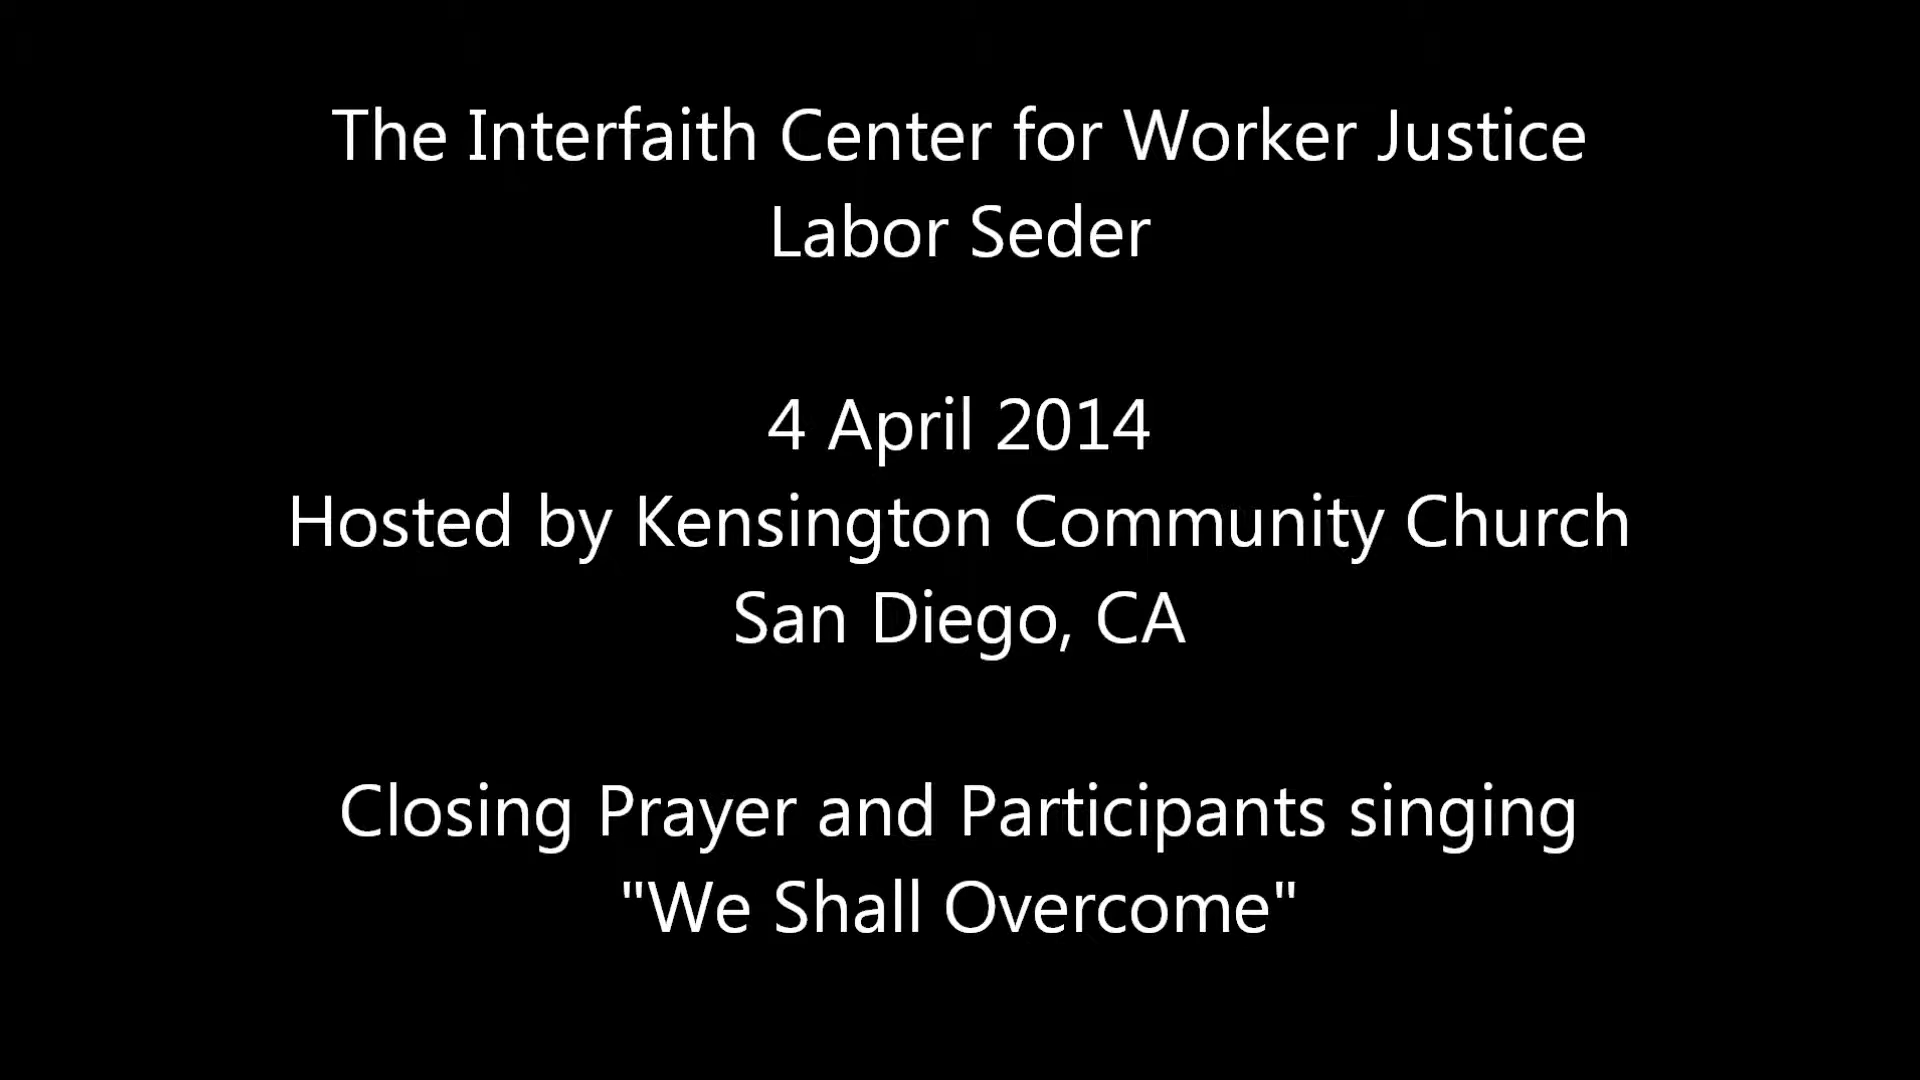 The Interfaith Center for Worker Justice
Labor Seder
4 April 2014
Hosted by Kensington Community Church
San Diego, CA
Closing Prayer and Participants singing
"We Shall Overcome"